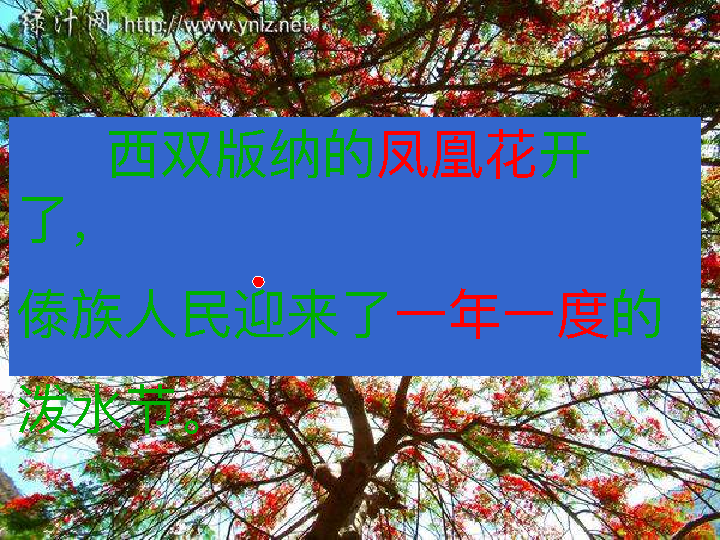 绿汁网 http://www.ynlz.net
西双版纳的凤凰花开
了，
傣族人民迎来了一年一度的
泼水节。